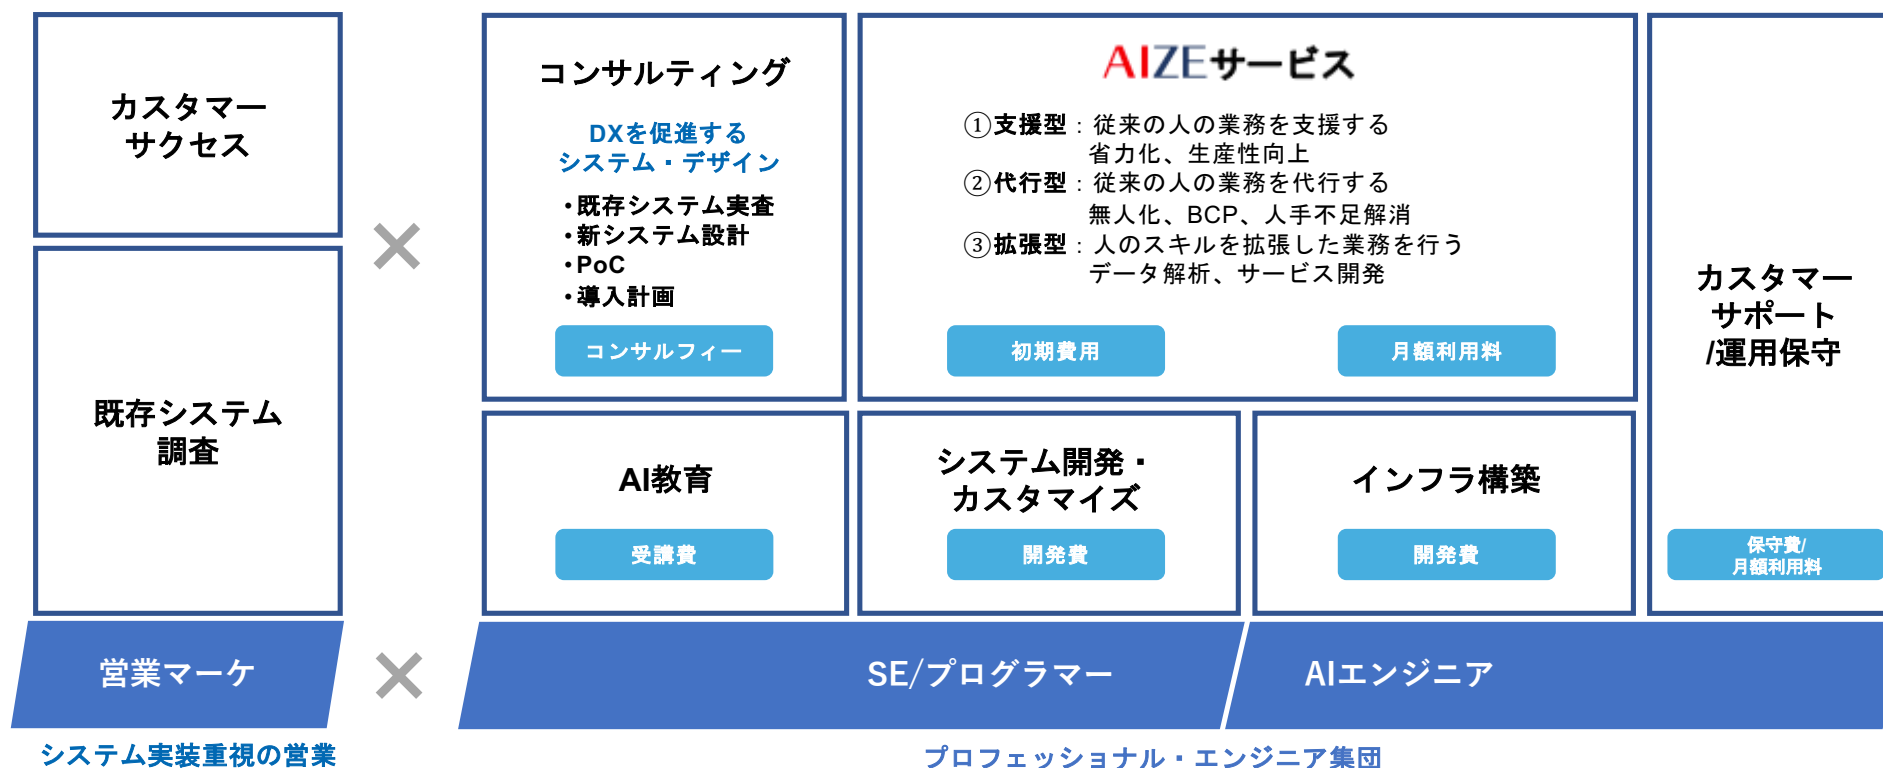 カスタマー
サクセス
既存システム
調査
コンサルティング
DXを促進する
システム・デザイン
・既存システム実査
・新システム設計
・PoC
・導入計画
コンサルフィー
AIZEサービス
①支援型：従来の人の業務を支援する
省力化、生産性向上
②代行型：従来の人の業務を代行する
無人化、BCP、人手不足解消
③拡張型：人のスキルを拡張した業務を行う
データ解析、サービス開発
初期費用
月額利用料
AI教育
受講費
システム開発・
カスタマイズ
開発費
インフラ構築
開発費
カスタマー
サポート
/運用保守
保守費/
月額利用料
営業マーケ
SE/プログラマー
AIエンジニア
システム実装重視の営業
プロフェッショナル・エンジニア集団